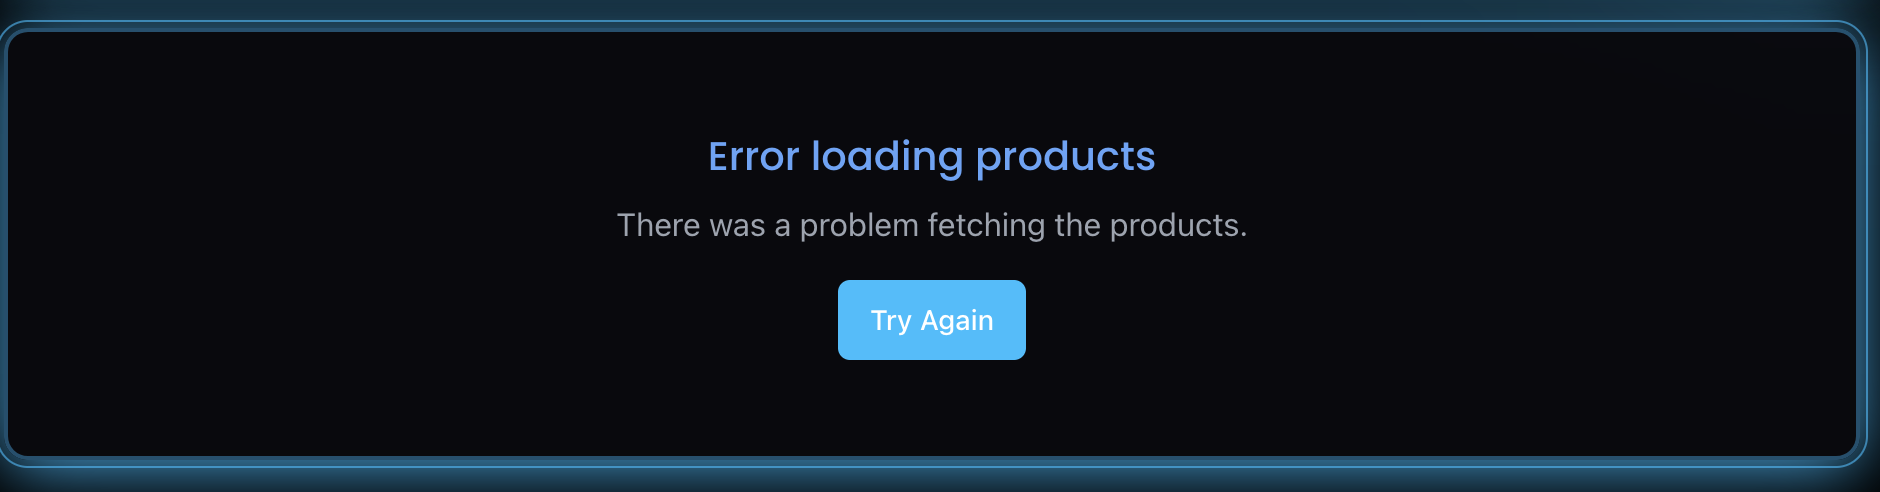 Error loading products
There was a problem fetching the products.
Try Again